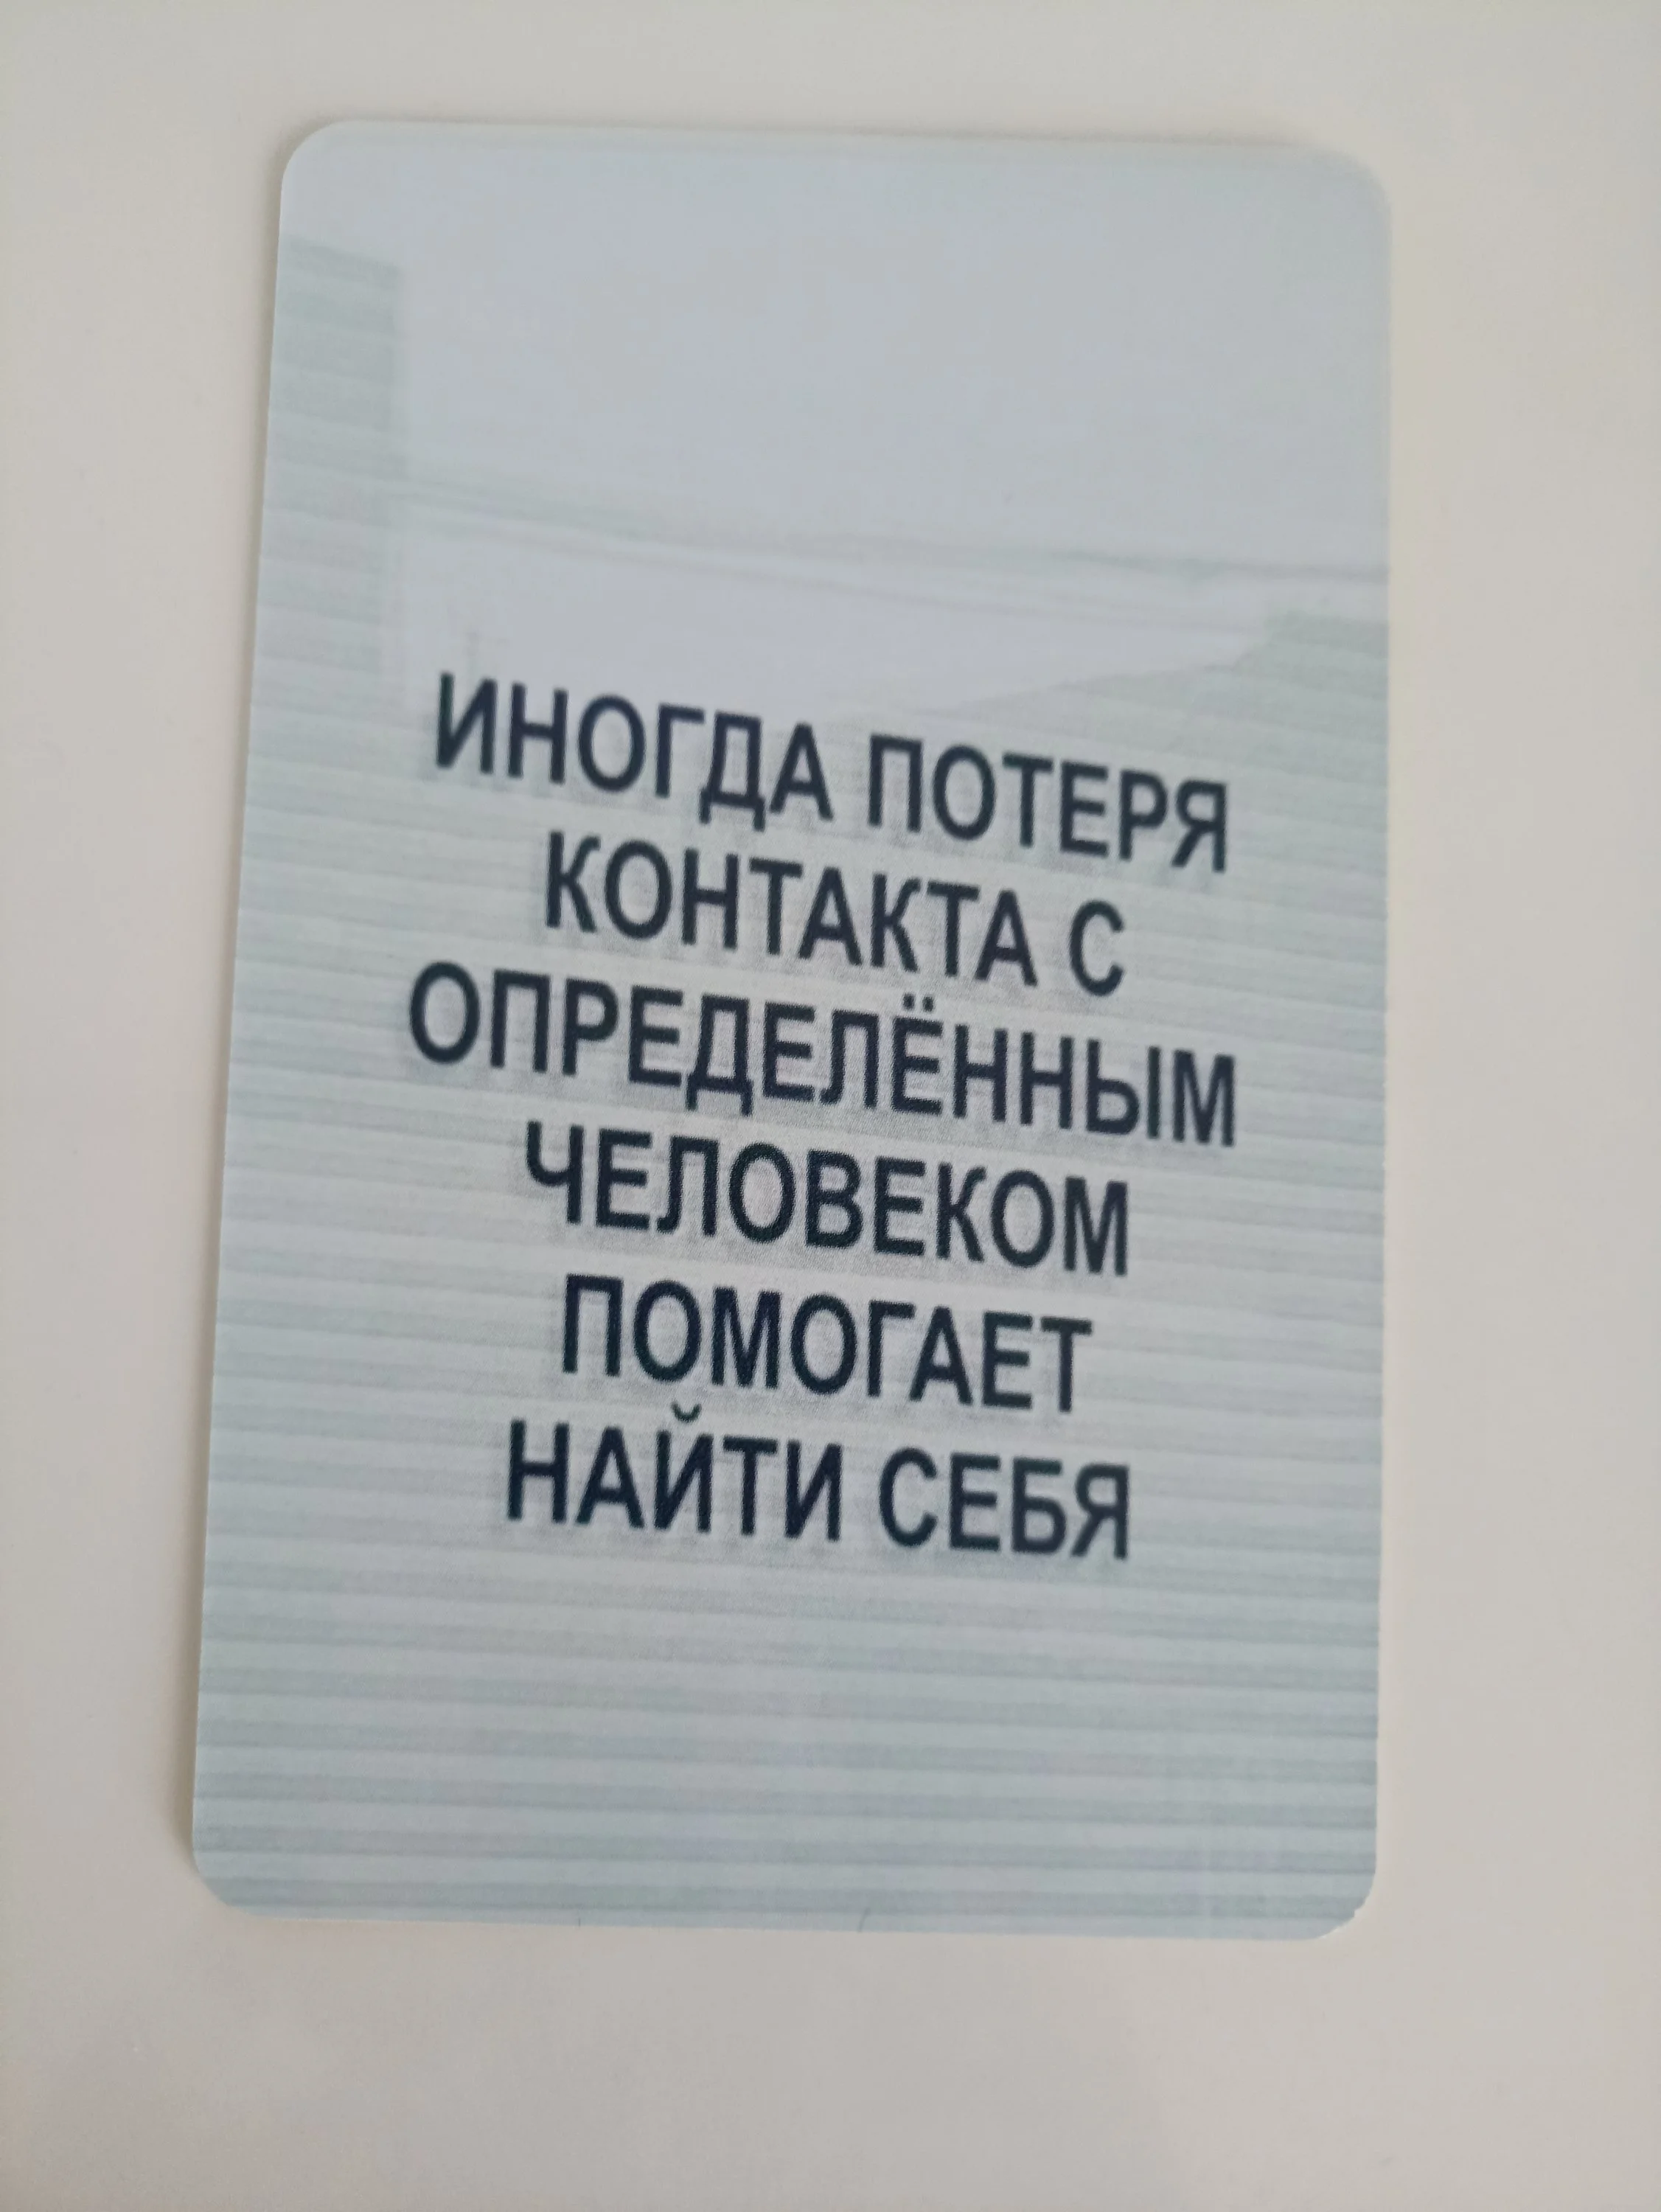 ИНОГДА ПОТЕРЯ
КОНТАКТА С
ОПРЕДЕЛЁННЫМ
ЧЕЛОВЕКОМ
ПОМОГАЕТ
НАЙТИ СЕБЯ